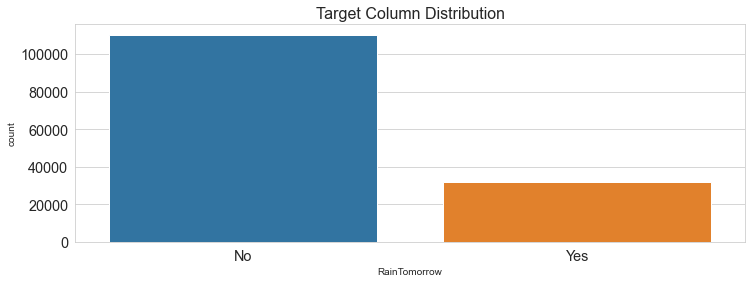 Target Column Distribution
100000
80000
60000
40000
20000
0
count
No Yes
RainTomorrow